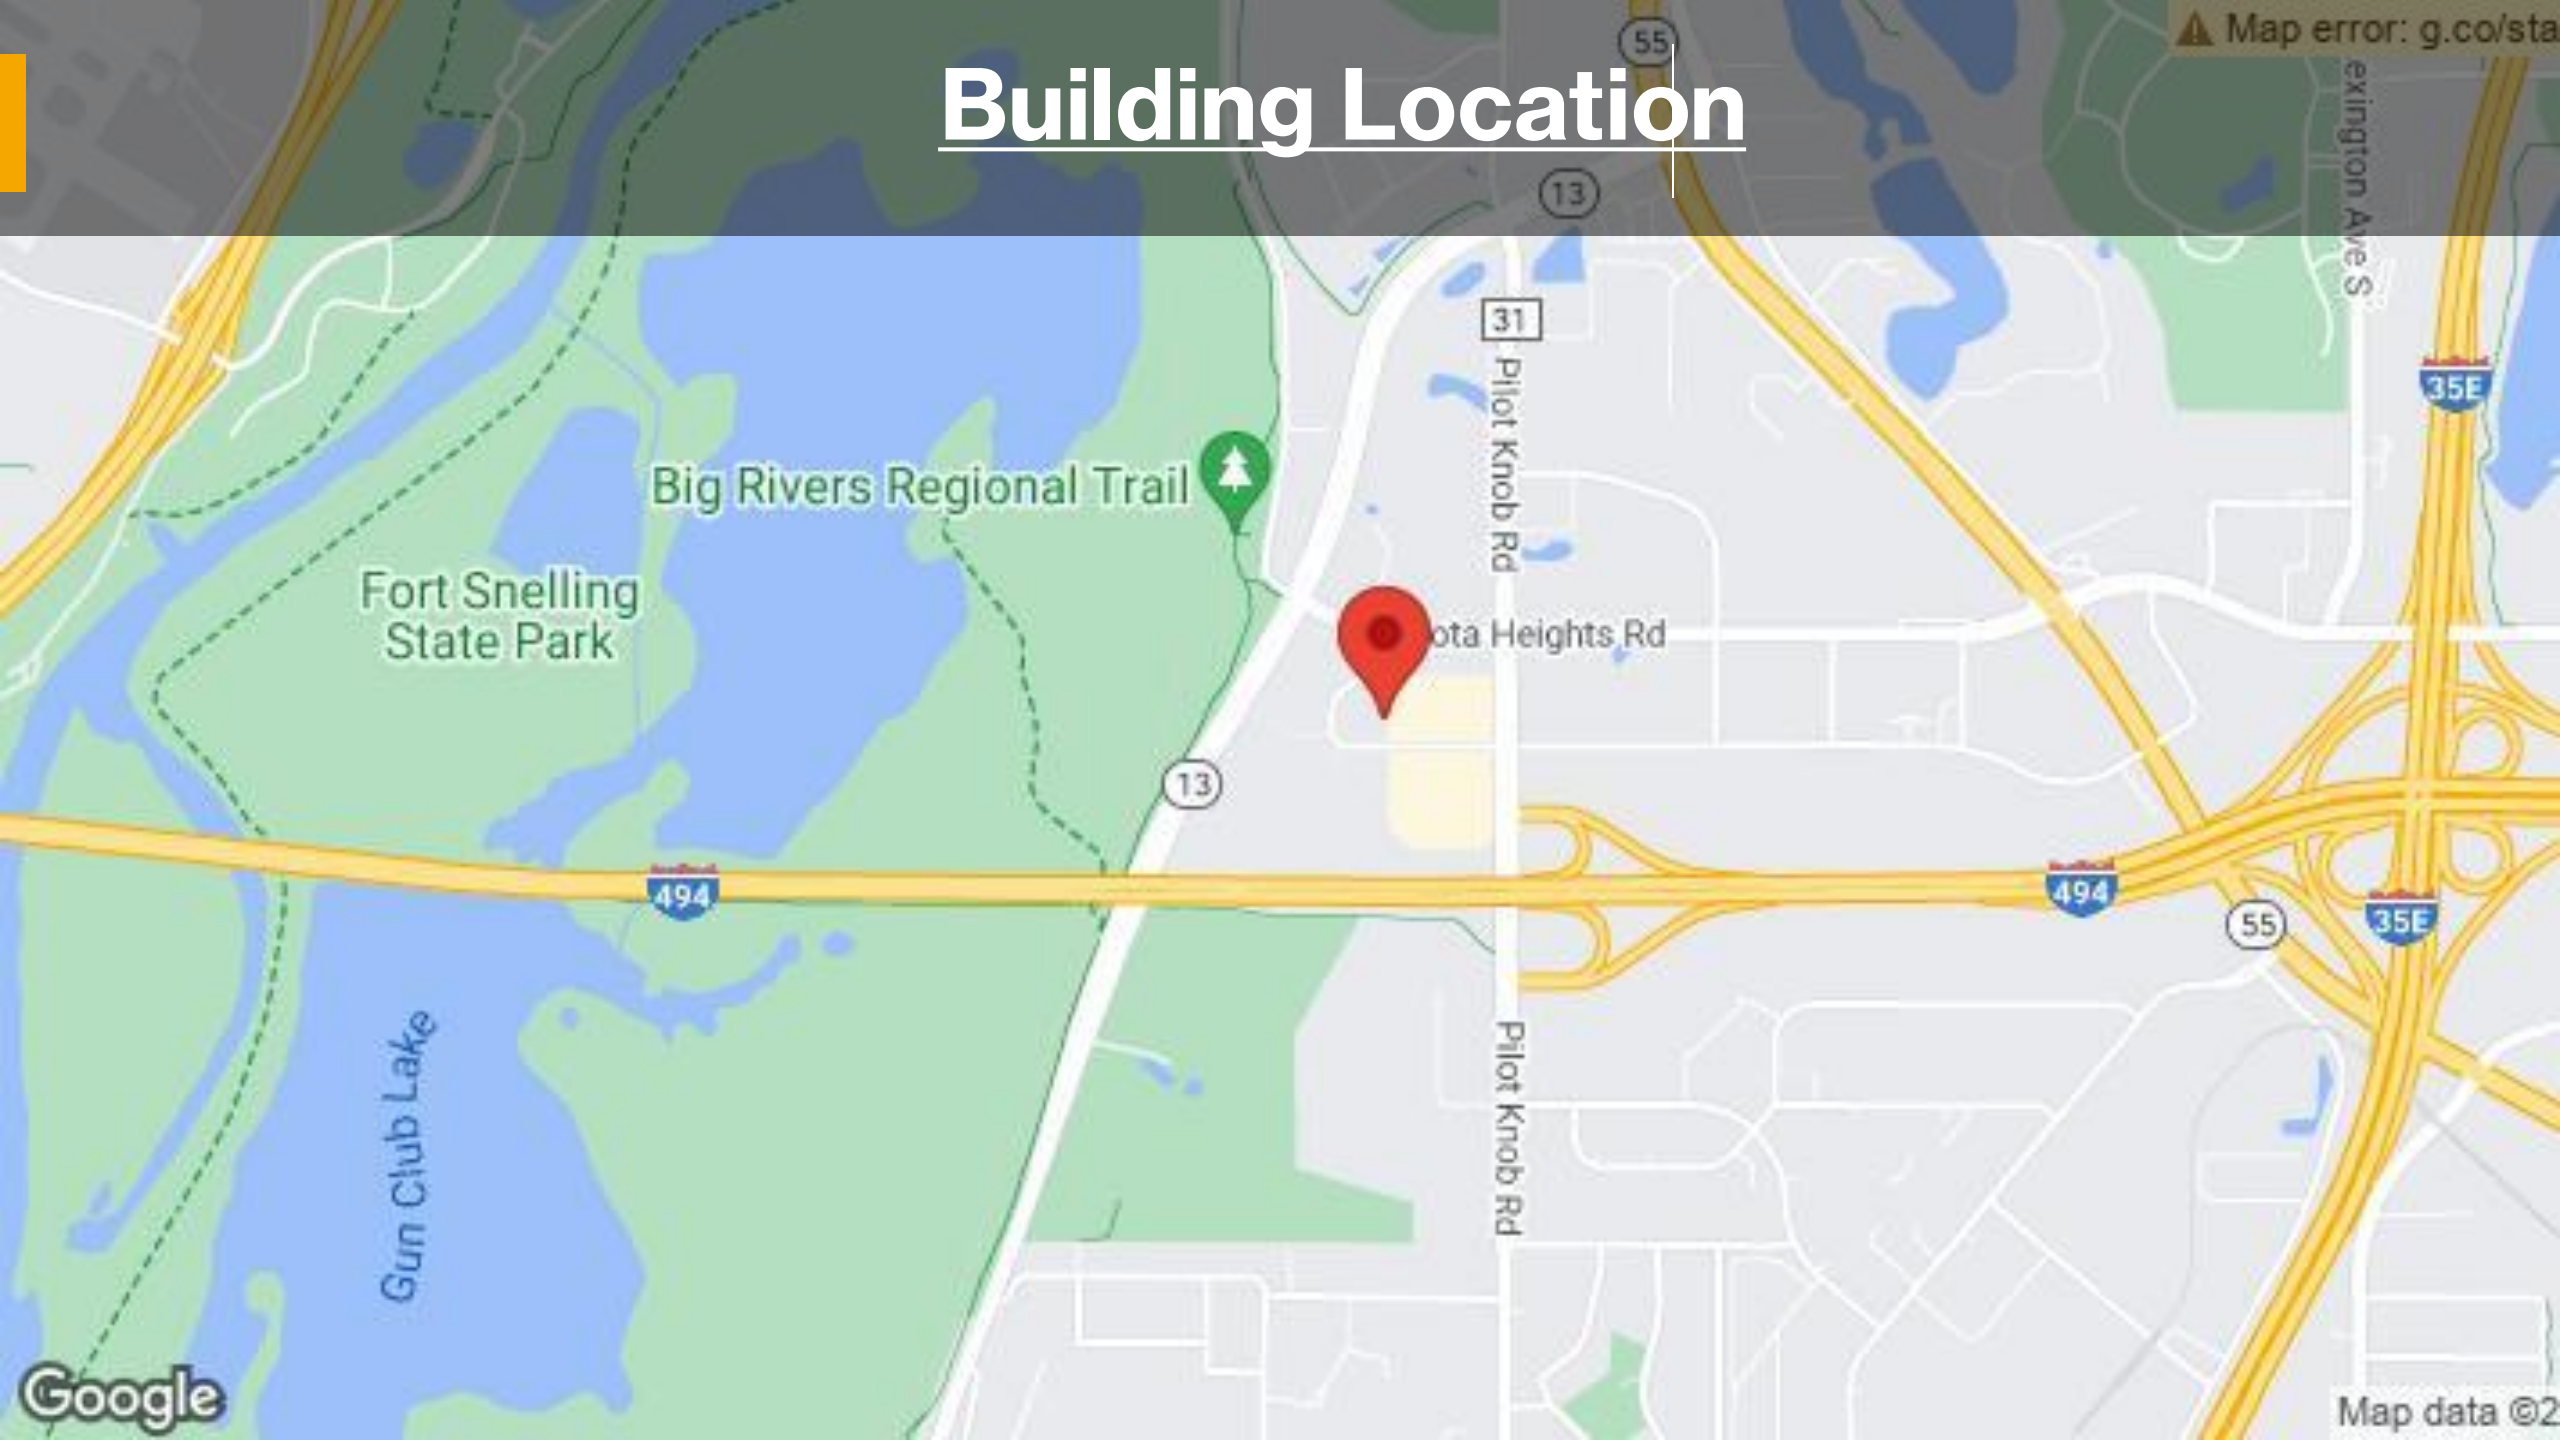 Map error: g.co/sta
55
Building Location
exington Ave S
13
31
35E
Pilot Knob Rd
Big Rivers Regional Trail
Fort Snelling
State Park
ota Heights Rd
13
494
494
55
35E
Gun Club Lake
Pilot Knob Rd
Google
Map data ©2